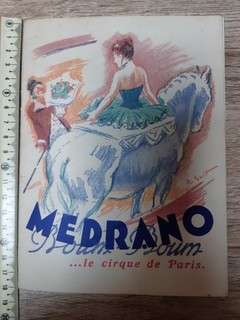 MEDRANO
Boum Boum
...le cirque de Paris.